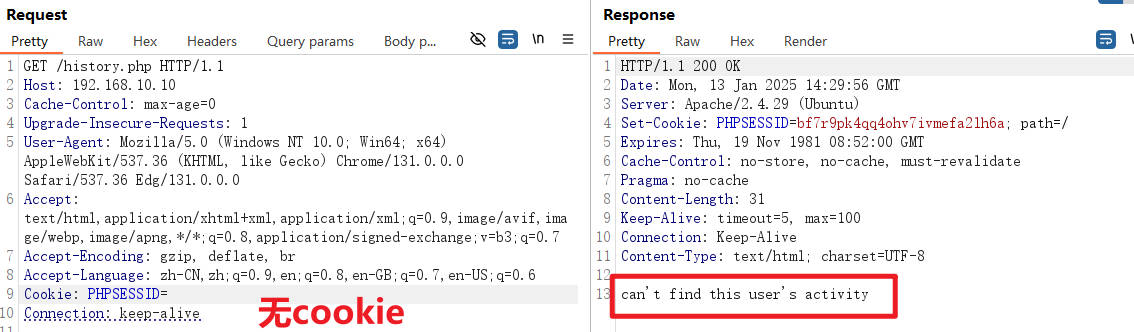 Request
Pretty Raw Hex Headers Query params Body p... \n
1 GET /history.php HTTP/1.1
2 Host: 192.168.10.10
3 Cache-Control: max-age=0
4 Upgrade-Insecure-Requests: 1
5 User-Agent: Mozilla/5.0 (Windows NT 10.0; Win64; x64)
AppleWebKit/537.36 (KHTML, like Gecko) Chrome/131.0.0.0
Safari/537.36 Edg/131.0.0.0
6 Accept:
text/html,application/xhtml+xml,application/xml;q=0.9,image/avif,ima
ge/webp,image/apng,*/*;q=0.8,application/signed-exchange;v=b3;q=0.7
7 Accept-Encoding: gzip, deflate, br
8 Accept-Language: zh-CN,zh;q=0.9,en;q=0.8,en-GB;q=0.7,en-US;q=0.6
9 Cookie: PHPSESSID=
10 Connection: keep-alive
11
无cookie
Response
Pretty Raw Hex Render \n
1 HTTP/1.1 200 OK
2 Date: Mon, 13 Jan 2025 14:29:56 GMT
3 Server: Apache/2.4.29 (Ubuntu)
4 Set-Cookie: PHPSESSID=bf7r9pk4qq4ohv7ivmefa2lh6a; path=/
5 Expires: Thu, 19 Nov 1981 08:52:00 GMT
6 Cache-Control: no-store, no-cache, must-revalidate
7 Pragma: no-cache
8 Content-Length: 31
9 Keep-Alive: timeout=5, max=100
10 Connection: Keep-Alive
11 Content-Type: text/html; charset=UTF-8
12
13 can't find this user's activity